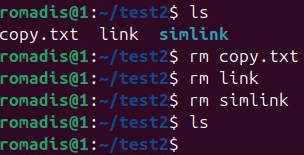 romadis@1:~/test2$ ls
copy.txt  link  simlink
romadis@1:~/test2$ rm copy.txt
romadis@1:~/test2$ rm link
romadis@1:~/test2$ rm simlink
romadis@1:~/test2$ ls
romadis@1:~/test2$